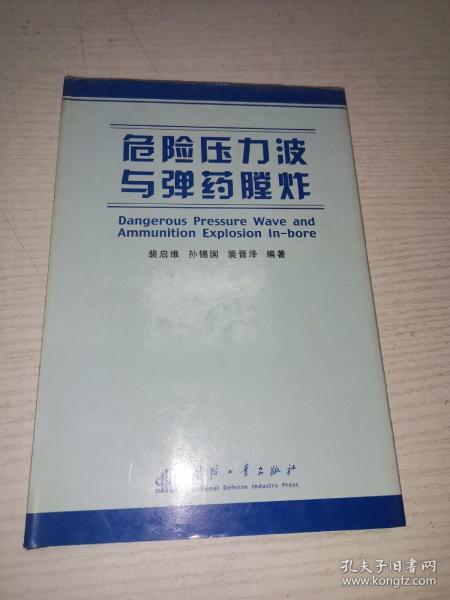 危险压力波
与弹药膛炸
Dangerous Pressure Wave and
Ammunition Explosion In-bore
裴启维 孙锡国 裴晋泽 编著
国防工业出版社
National Defense Industry Press
孔夫子旧书网
www.kongfz.com